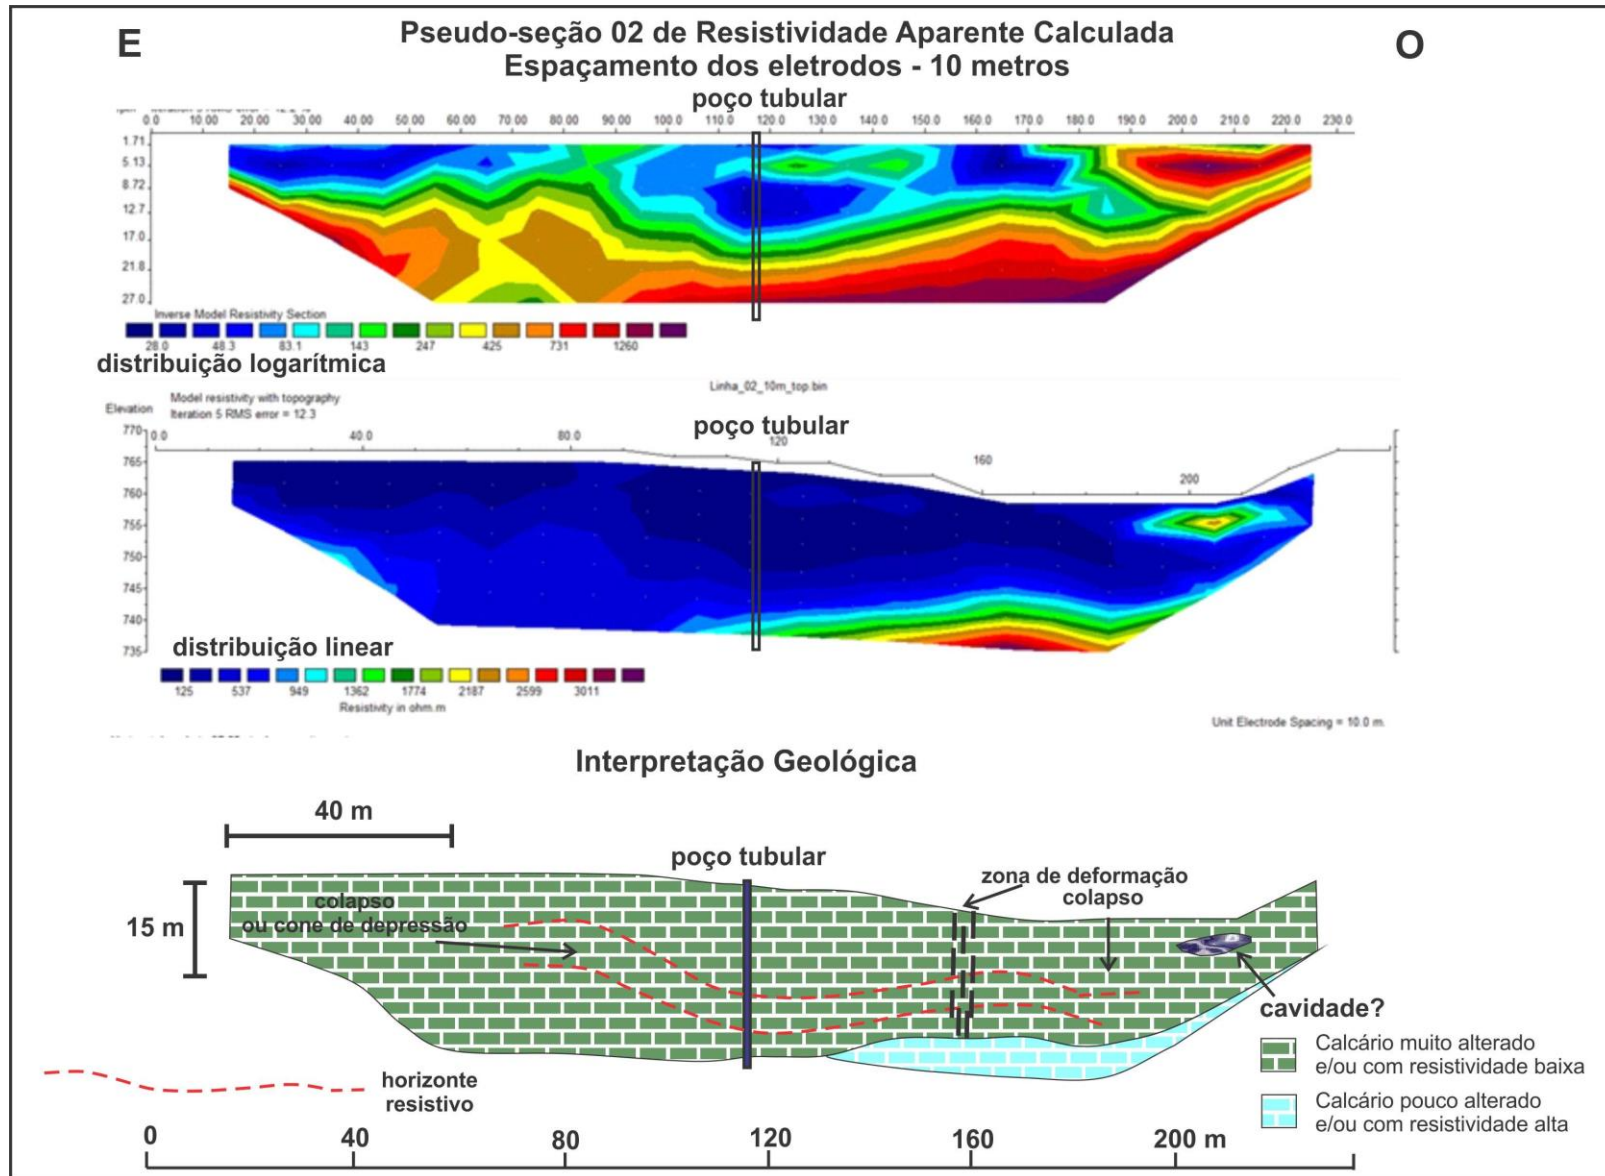 E
Pseudo-seção 02 de Resistividade Aparente Calculada
O
Espaçamento dos eletrodos - 10 metros
poço tubular
0.0 10.00 20.00 30.00 40.00 50.00 60.00 70.00 80.00 90.00 100.0 110.0 120.0 130.0 140.0 150.0 160.0 170.0 180.0 190.0 200.0 210.0 220.0 230.0
1.71
5.13
8.72
12.7
17.0
21.8
27.0
Inverse Model Resistivity Section
28.0 48.3 83.1 143 247 425 731 1260
distribuição logarítmica
Linha_02_10m_top.bin
Model resistivity with topography
Elevation
Iteration 5 RMS error = 12.3
poço tubular
770
0.0 40.0 80.0 120 160 200
765
760
755
750
745
740
735
distribuição linear
125 537 949 1362 1774 2187 2599 3011
Resistivity in ohm.m
Unit Electrode Spacing = 10.0 m.
Interpretação Geológica
40 m
poço tubular
zona de deformação
colapso
colapso
ou cone de depressão
15 m
cavidade?
Calcário muito alterado
e/ou com resistividade baixa
horizonte
resistivo
Calcário pouco alterado
e/ou com resistividade alta
0 40 80 120 160 200 m